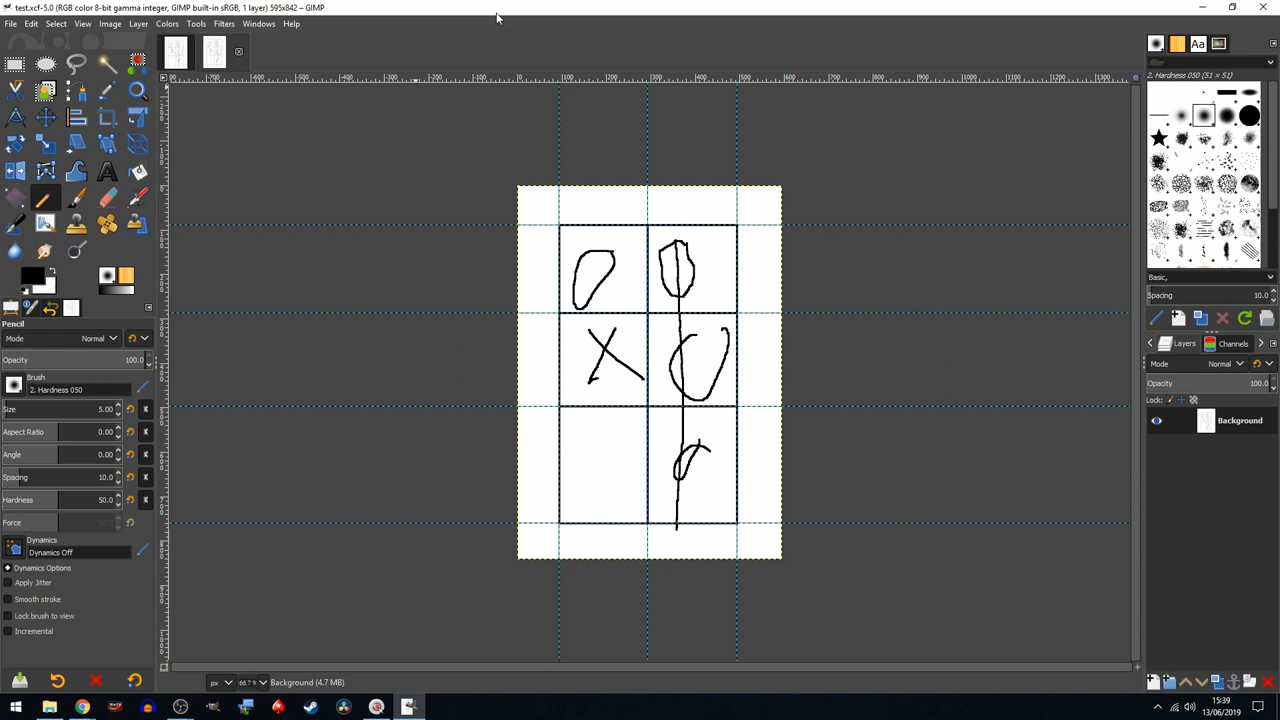 test.xcf-5.0 (RGB color 8-bit gamma integer, GIMP built-in sRGB, 1 layer) 595x842 – GIMP
File Edit Select View Image Layer Colors Tools Filters Windows Help
filter
2. Hardness 050 (51 × 51)
Basic,
Spacing 10.0
Layers Channels
Mode Normal
Opacity 100.0
Lock:
Background
Pencil
Mode Normal
Opacity 100.0
Brush
2. Hardness 050
Size 5.00
Aspect Ratio 0.00
Angle 0.00
Spacing 10.0
Hardness 50.0
Force
Dynamics
Dynamics Off
Dynamics Options
Apply Jitter
Smooth stroke
Lock brush to view
Incremental
px 66.7 % Background (4.7 MB)
15:39
13/06/2019